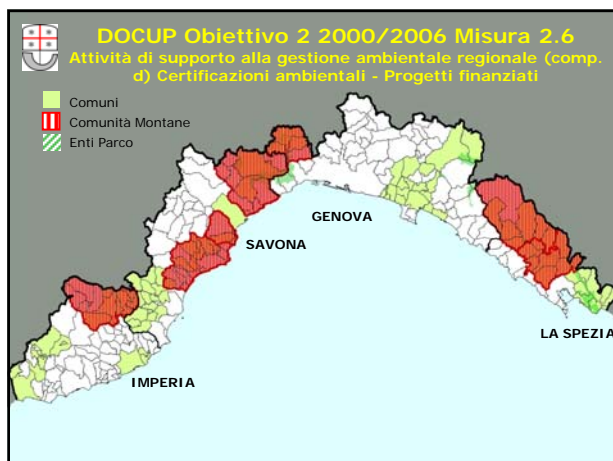 DOCUP Obiettivo 2 2000/2006 Misura 2.6
Attività di supporto alla gestione ambientale regionale (comp.
d) Certificazioni ambientali - Progetti finanziati
Comuni
Comunità Montane
Enti Parco
GENOVA
SAVONA
LA SPEZIA
IMPERIA